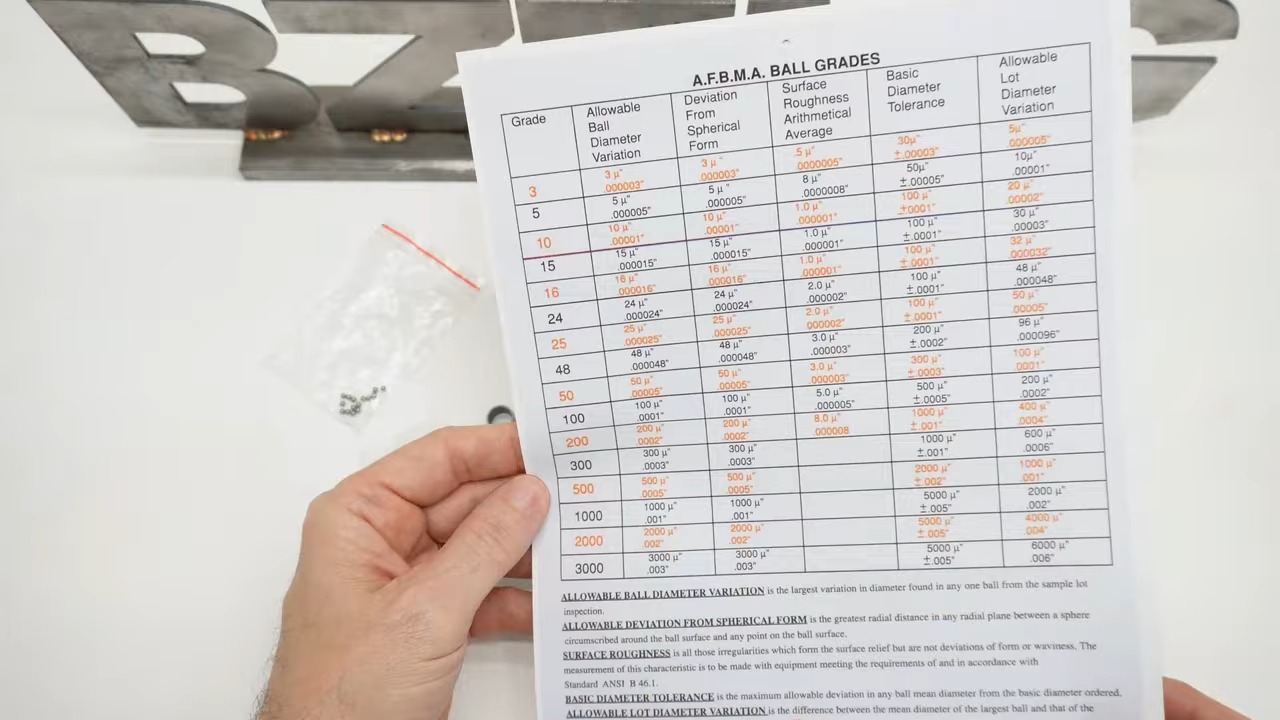 A.F.B.M.A. BALL GRADES
Grade
Allowable
Ball
Diameter
Variation
Deviation
From
Spherical
Form
Surface
Roughness
Arithmetical
Average
Basic
Diameter
Tolerance
Allowable
Lot
Diameter
Variation
3 3 µ" 3 µ" .5 µ" 30µ" 5µ"
.000003" .000003" .0000005" ±.00003" .000005"
5 5 µ" 5 µ" 8 µ" 50µ" 10µ"
.000005" .000005" .0000008" ±.00005" .00001"
10 10 µ" 10 µ" 1.0 µ" 100 µ" 20 µ"
.00001" .00001" .000001" ±.0001" .00002"
15 15 µ" 15 µ" 1.0 µ" 100 µ" 30 µ"
.000015" .000015" .000001" ±.0001" .00003"
16 16 µ" 16 µ" 1.0 µ" 100 µ" 32 µ"
.000016" .000016" .000001" ±.0001" .000032"
24 24 µ" 24 µ" 2.0 µ" 100 µ" 48 µ"
.000024" .000024" .000002" ±.0001" .000048"
25 25 µ" 25 µ" 2.0 µ" 100 µ" 50 µ"
.000025" .000025" .000002" ±.0001" .00005"
48 48 µ" 48 µ" 3.0 µ" 200 µ" 96 µ"
.000048" .000048" .000003" ±.0002" .000096"
50 50 µ" 50 µ" 3.0 µ" 300 µ" 100 µ"
.00005" .00005" .000003" ±.0003" .0001"
100 100 µ" 100 µ" 5.0 µ" 500 µ" 200 µ"
.0001" .0001" .000005" ±.0005" .0002"
200 200 µ" 200 µ" 8.0 µ" 1000 µ" 400 µ"
.0002" .0002" .000008 ±.001" .0004"
300 300 µ" 300 µ" 1000 µ" 600 µ"
.0003" .0003" ±.001" .0006"
500 500 µ" 500 µ" 2000 µ" 1000 µ"
.0005" .0005" ±.002" .001"
1000 1000 µ" 1000 µ" 5000 µ" 2000 µ"
.001" .001" ±.005" .002"
2000 2000 µ" 2000 µ" 5000 µ" 4000 µ"
.002" .002" ±.005" .004"
3000 3000 µ" 3000 µ" 5000 µ" 6000 µ"
.003" .003" ±.005" .006"
ALLOWABLE BALL DIAMETER VARIATION is the largest variation in diameter found in any one ball from the sample lot
inspection.
ALLOWABLE DEVIATION FROM SPHERICAL FORM is the greatest radial distance in any radial plane between a sphere
circumscribed around the ball surface and any point on the ball surface.
SURFACE ROUGHNESS is all those irregularities which form the surface relief but are not deviations of form or waviness. The
measurement of this characteristic is to be made with equipment meeting the requirements of and in accordance with
Standard ANSI B 46.1.
BASIC DIAMETER TOLERANCE is the maximum allowable deviation in any ball mean diameter from the basic diameter ordered.
ALLOWABLE LOT DIAMETER VARIATION is the difference between the mean diameter of the largest ball and that of the